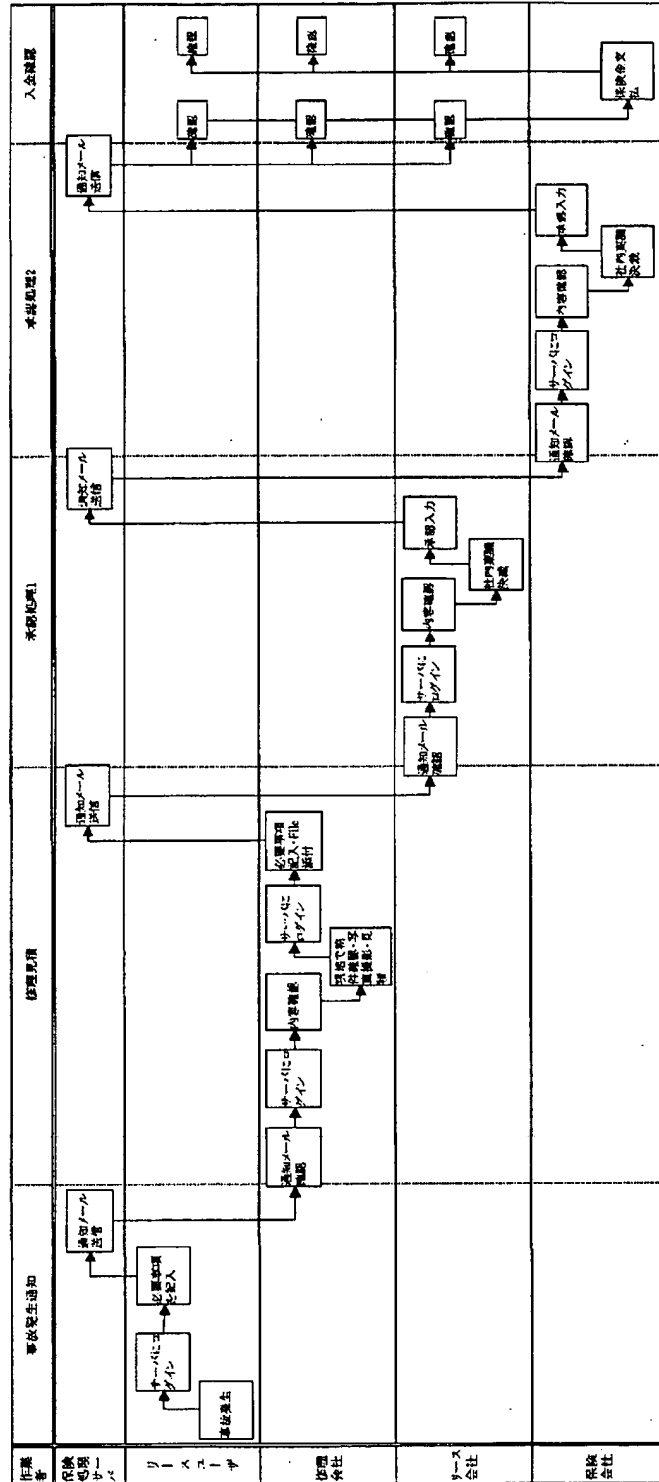 作業者
事故発生通知
修理見積
承認処理1
承認処理2
入金確認
保険
処理
サー
バ
通知メール
送信
通知メール
送信
通知メール
送信
通知メール
送信
リ
ー
ス
ユ
ー
ザ
事故発生
サーバにロ
グイン
必要事項
を記入
確認
確認
修理
会社
通知メール
確認
サーバにロ
グイン
内容確認
現地で物
件確認・写
真撮影・見
積
サーバに
ログイン
必要事項
記入・File
添付
確認
確認
リース
会社
通知メール
確認
サーバに
ログイン
内容確認
社内稟議
決裁
承認入力
確認
確認
保険
会社
通知メール
確認
サーバにロ
グイン
内容確認
社内稟議
決裁
承認入力
保険金支
払